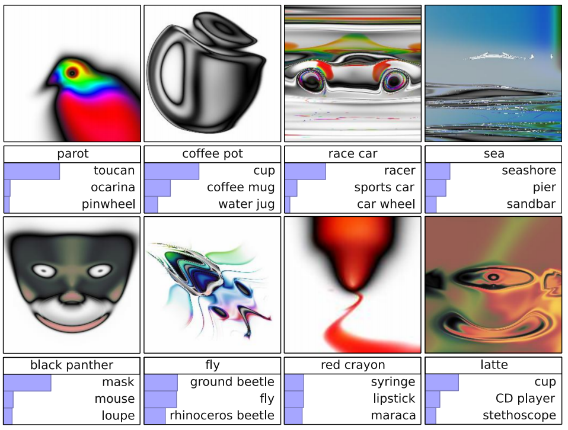 parot
toucan
ocarina
pinwheel
coffee pot
cup
coffee mug
water jug
race car
racer
sports car
car wheel
sea
seashore
pier
sandbar
black panther
mask
mouse
loupe
fly
ground beetle
fly
rhinoceros beetle
red crayon
syringe
lipstick
maraca
latte
cup
CD player
stethoscope